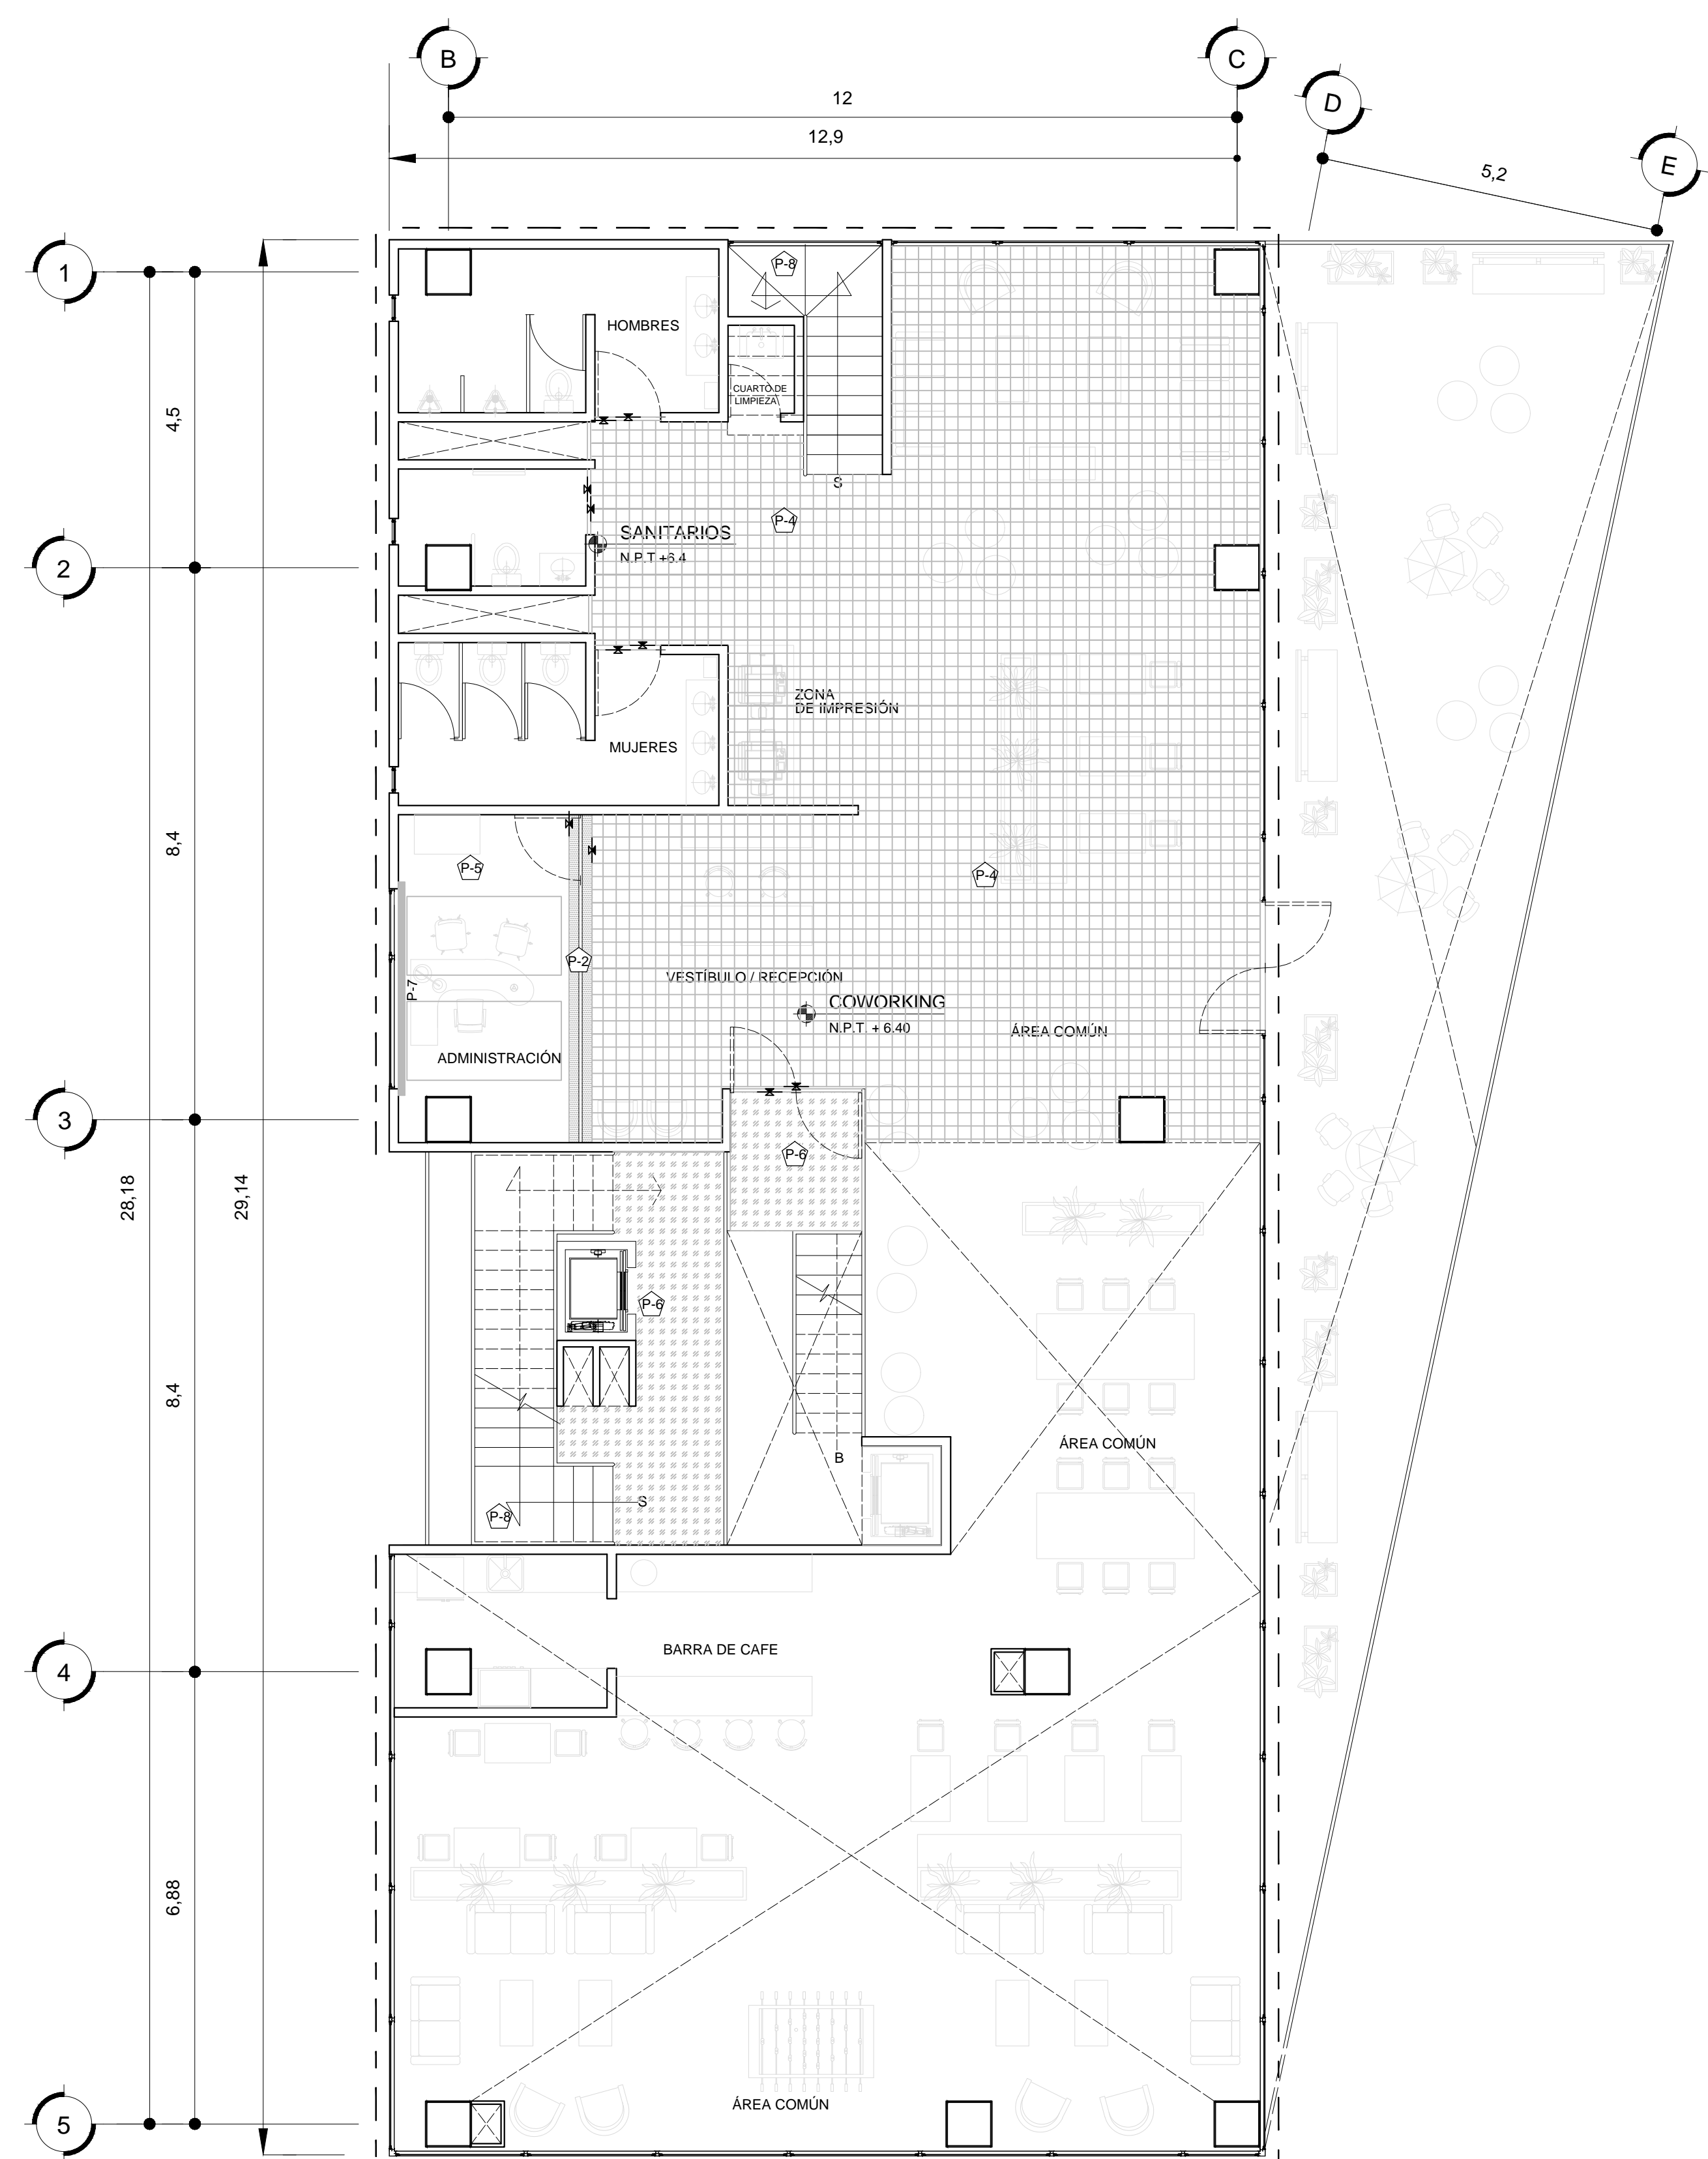 B
C
D
E
12
12,9
5,2
1
P-8
HOMBRES
CUARTO DE
LIMPIEZA
4,5
S
P-4
SANITARIOS
N.P.T +6.4
2
ZONA
DE IMPRESIÓN
MUJERES
8,4
P-5
P-4
P-2
P-7
VESTÍBULO / RECEPCIÓN
COWORKING
N.P.T. + 6.40
ÁREA COMÚN
ADMINISTRACIÓN
3
P-6
28,18
29,14
P-6
8,4
ÁREA COMÚN
B
S
P-8
BARRA DE CAFE
4
6,88
ÁREA COMÚN
5